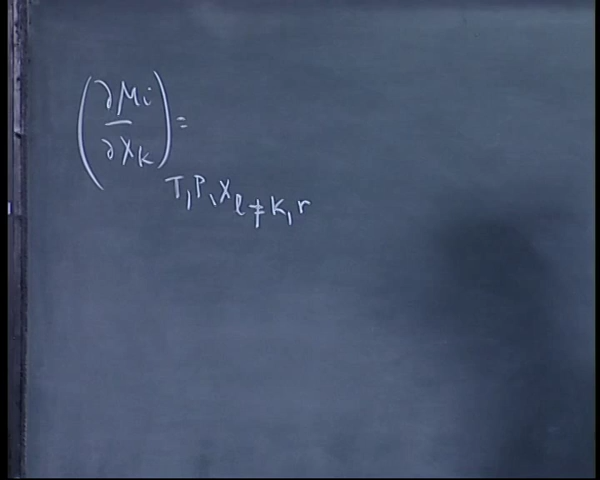 (∂μi/∂xk) =
T, P, xl≠k, r